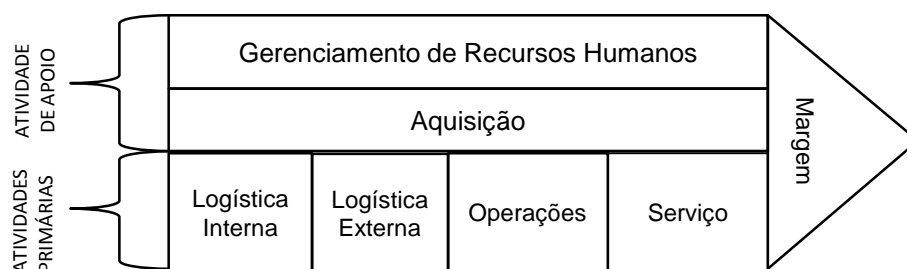 ATIVIDADE
DE APOIO
Gerenciamento de Recursos Humanos
Aquisição
Margem
ATIVIDADES
PRIMÁRIAS
Logística
Interna
Logística
Externa
Operações
Serviço